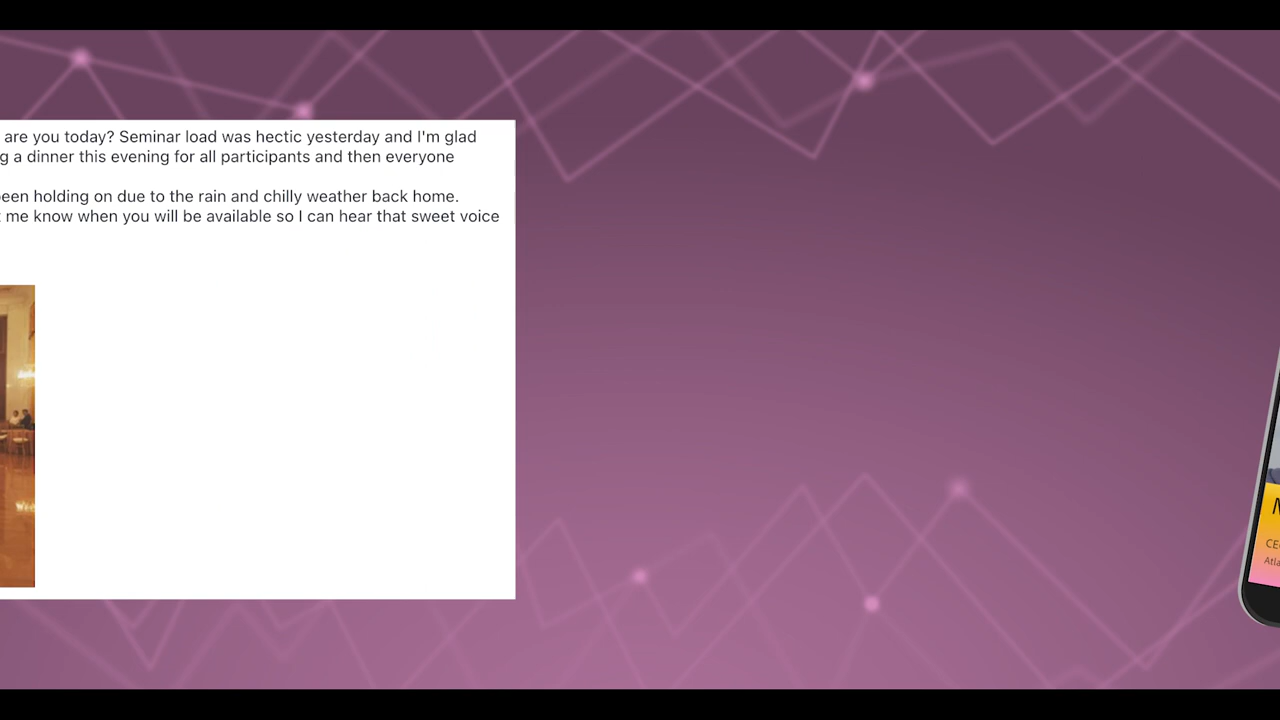 are you today? Seminar load was hectic yesterday and I'm glad
g a dinner this evening for all participants and then everyone
een holding on due to the rain and chilly weather back home.
me know when you will be available so I can hear that sweet voice
CE
Atla